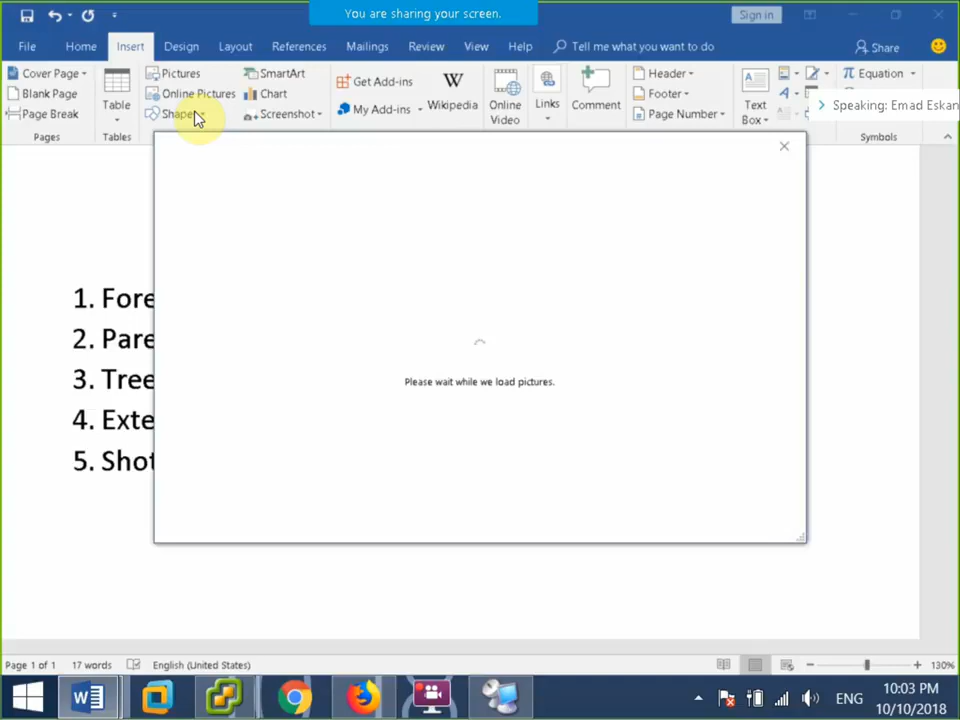 You are sharing your screen.
Sign in
File Home Insert Design Layout References Mailings Review View Help Tell me what you want to do Share
Cover Page
Blank Page
Page Break
Pages
Table
Tables
Pictures
Online Pictures
Shapes
SmartArt
Chart
Screenshot
Get Add-ins
My Add-ins
W
Wikipedia
Online
Video
Links
Comment
Header
Footer
Page Number
Text
Box
Equation
Speaking: Emad Eskan
Symbols
1. Fore
2. Pare
3. Tree
4. Exte
5. Shot
Please wait while we load pictures.
Page 1 of 1 17 words English (United States) 130%
ENG
10:03 PM
10/10/2018